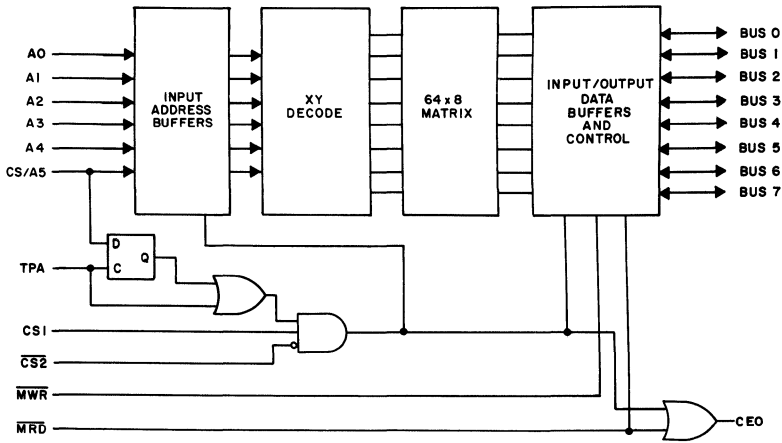 A0
A1
A2
A3
A4
CS/A5
INPUT
ADDRESS
BUFFERS
XY
DECODE
64x8
MATRIX
INPUT/OUTPUT
DATA
BUFFERS
AND
CONTROL
BUS 0
BUS 1
BUS 2
BUS 3
BUS 4
BUS 5
BUS 6
BUS 7
D
Q
C
TPA
CS1
CS2
MWR
MRD
CEO